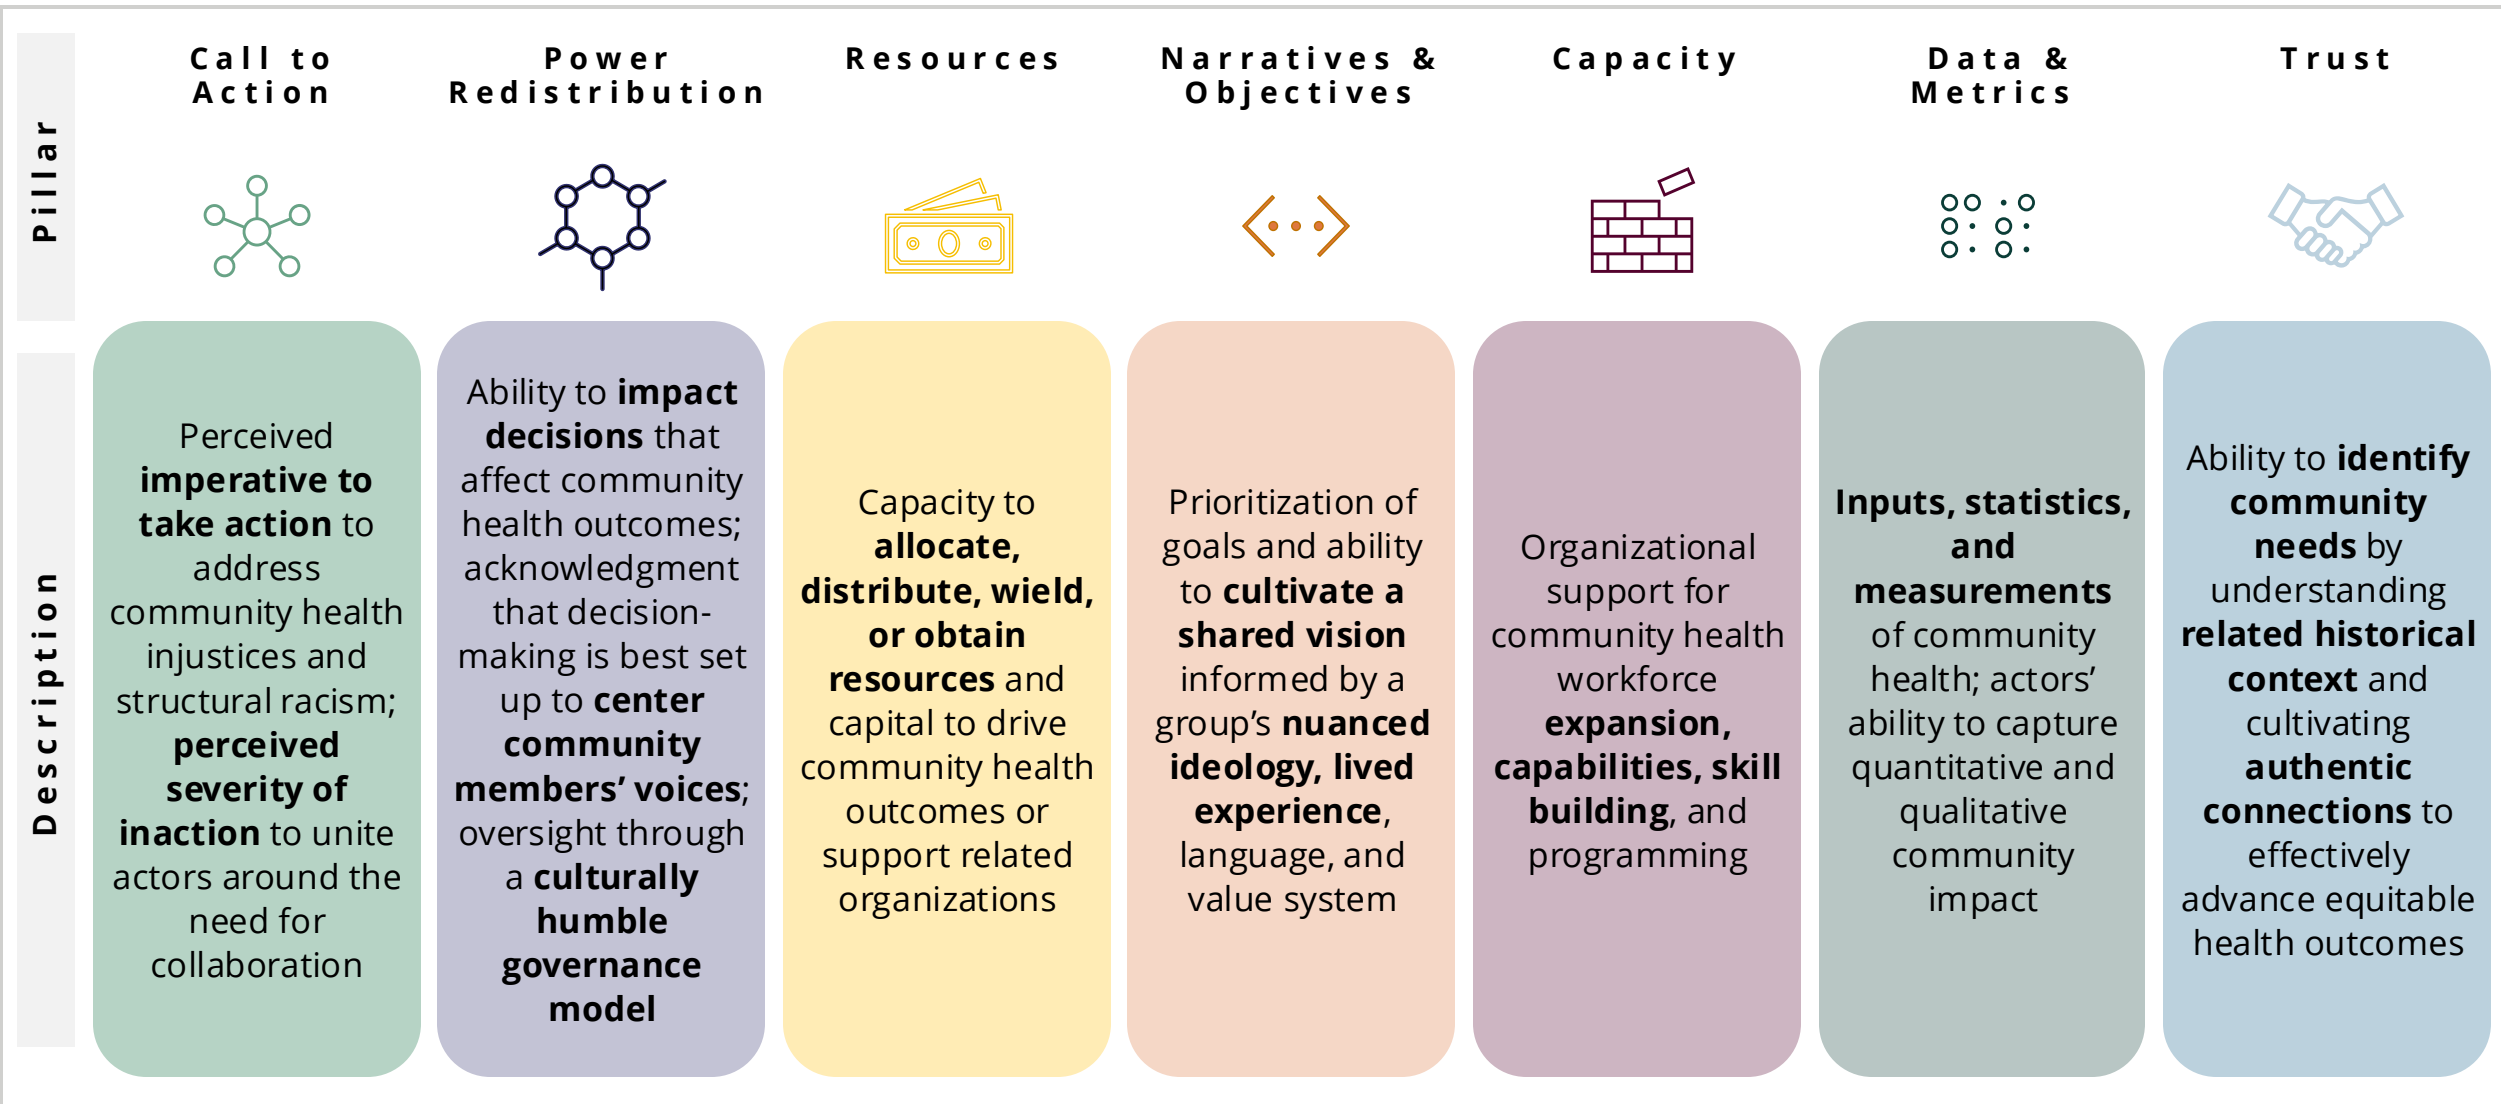 Pillar
Call to
Action
Power
Redistribution
Resources
Narratives &
Objectives
Capacity
Data &
Metrics
Trust
Description
Perceived
imperative to
take action to
address
community health
injustices and
structural racism;
perceived
severity of
inaction to unite
actors around the
need for
collaboration
Ability to impact
decisions that
affect community
health outcomes;
acknowledgment
that decision-
making is best set
up to center
community
members’ voices;
oversight through
a culturally
humble
governance
model
Capacity to
allocate,
distribute, wield,
or obtain
resources and
capital to drive
community health
outcomes or
support related
organizations
Prioritization of
goals and ability
to cultivate a
shared vision
informed by a
group’s nuanced
ideology, lived
experience,
language, and
value system
Organizational
support for
community health
workforce
expansion,
capabilities, skill
building, and
programming
Inputs, statistics,
and
measurements
of community
health; actors’
ability to capture
quantitative and
qualitative
community
impact
Ability to identify
community
needs by
understanding
related historical
context and
cultivating
authentic
connections to
effectively
advance equitable
health outcomes